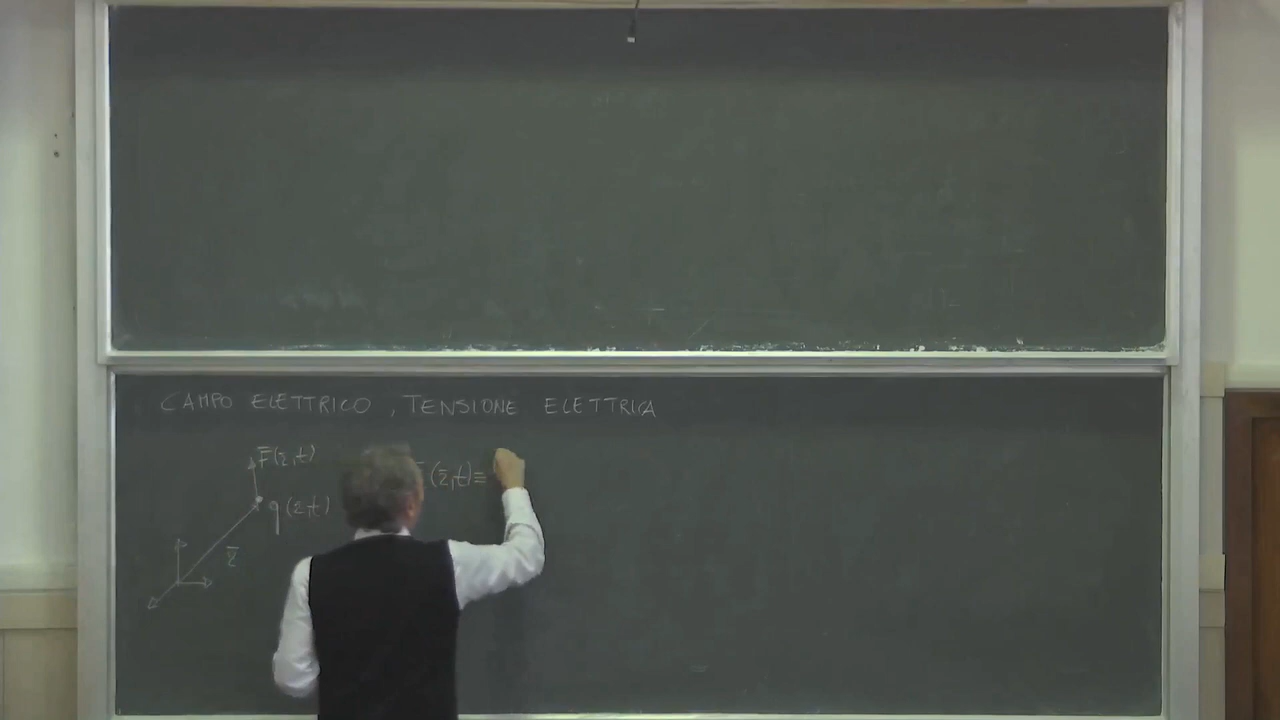 CAMPO ELETTRICO , TENSIONE ELETTRICA
F̄(r̄,t)
(r̄,t)≡
q(r,t)
r̄